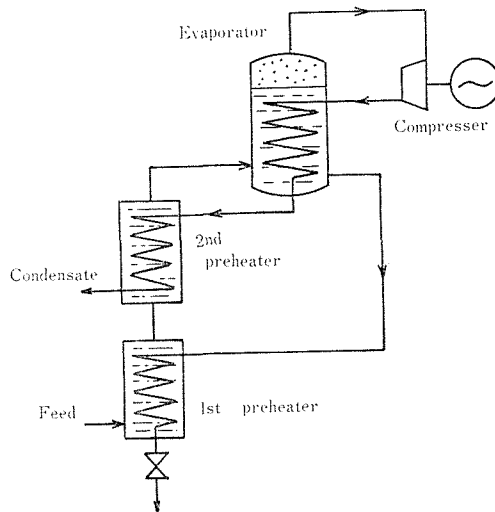 Evaporator
Compresser
2nd
preheater
Condensate
Feed
1st preheater